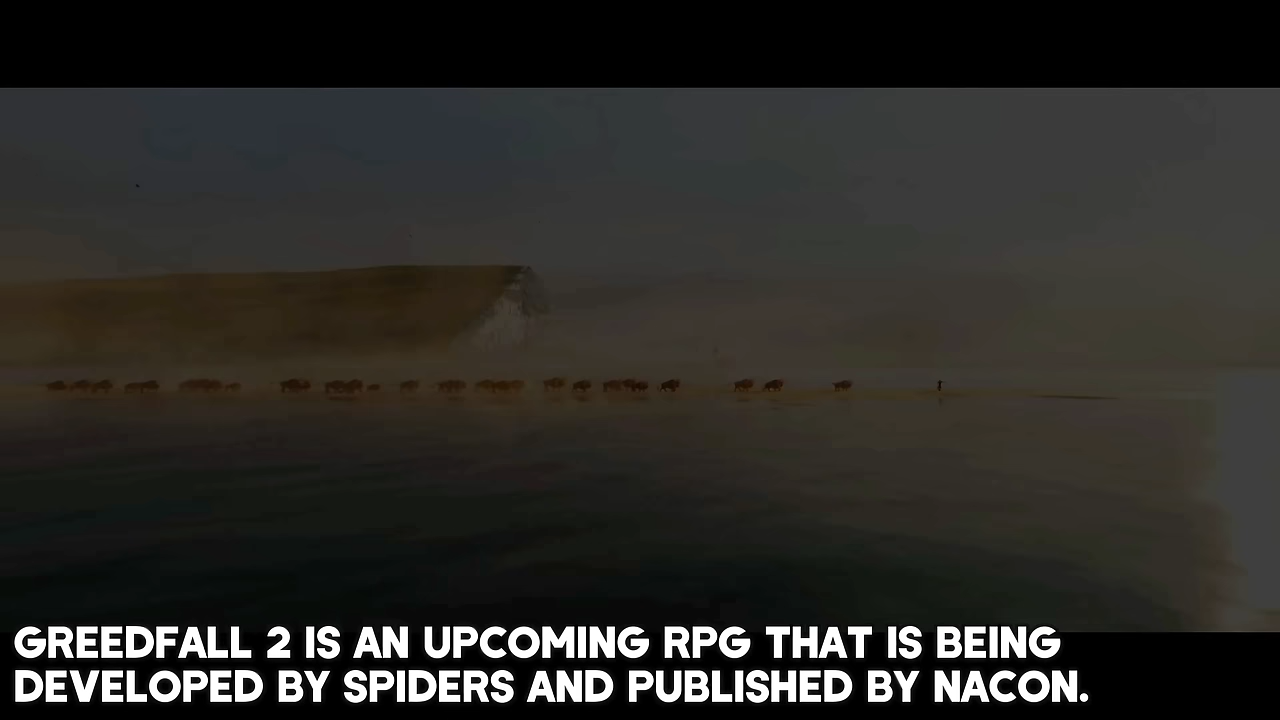 GREEDFALL 2 IS AN UPCOMING RPG THAT IS BEING
DEVELOPED BY SPIDERS AND PUBLISHED BY NACON.